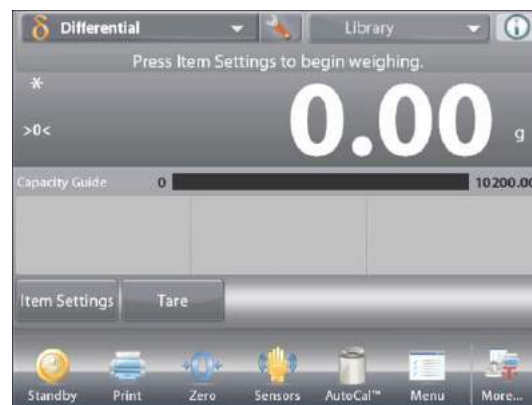 δ Differential Library
Press Item Settings to begin weighing.
*
>0< 0.00 g
Capacity Guide 0 10200.00
Item Settings Tare
Standby Print Zero Sensors AutoCal™ Menu More...